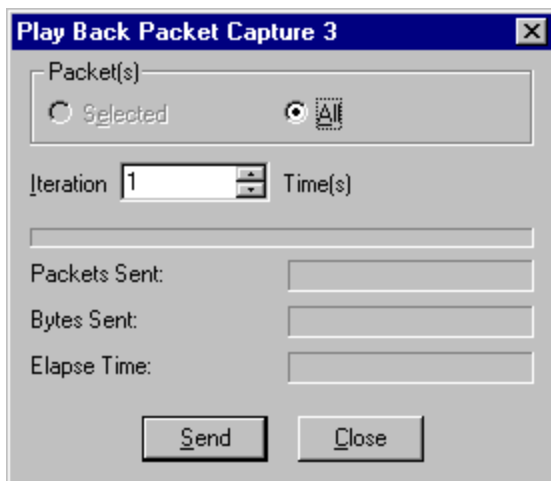 Play Back Packet Capture 3
Packet(s)
Selected All
Iteration 1 Time(s)
Packets Sent:
Bytes Sent:
Elapse Time:
Send Close